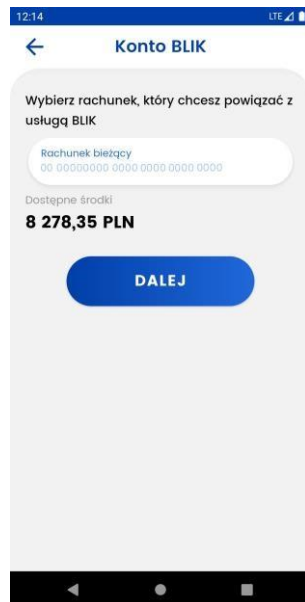 12:14 LTE
Konto BLIK
Wybierz rachunek, który chcesz powiązać z
usługą BLIK
Rachunek bieżący
00 00000000 0000 0000 0000 0000
Dostępne środki
8 278,35 PLN
DALEJ